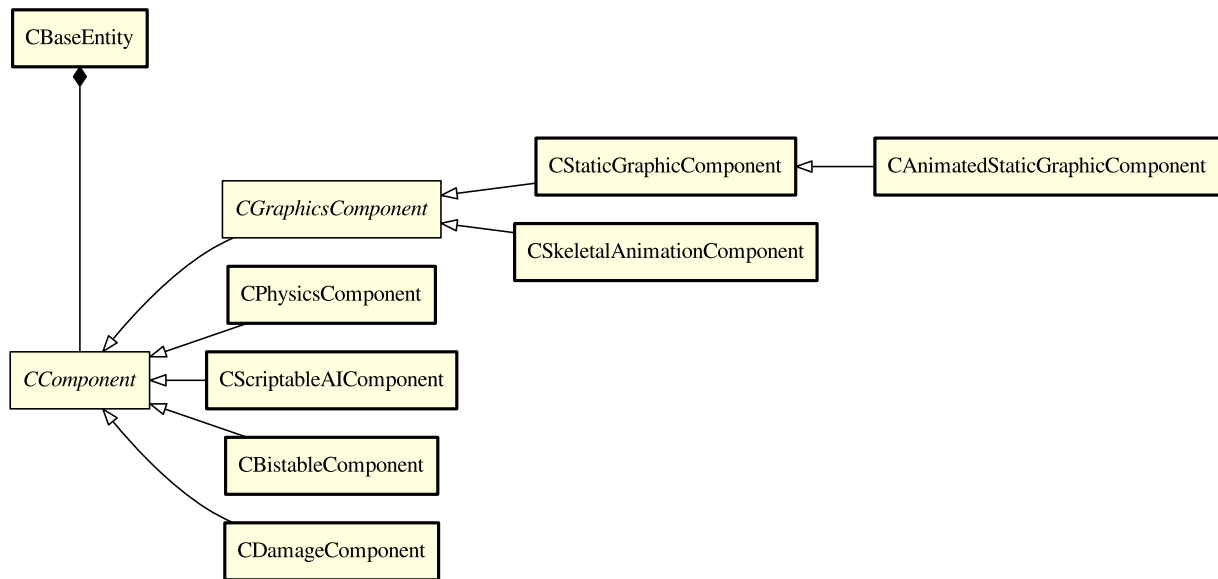 CBaseEntity
CStaticGraphicComponent
CAnimatedStaticGraphicComponent
CGraphicsComponent
CSkeletalAnimationComponent
CPhysicsComponent
CComponent
CScriptableAIComponent
CBistableComponent
CDamageComponent